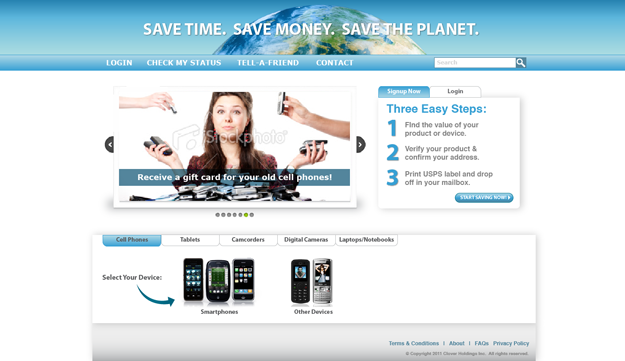 SAVE TIME. SAVE MONEY. SAVE THE PLANET.
LOGIN CHECK MY STATUS TELL-A-FRIEND CONTACT Search
Signup Now Login
iStockphoto
Receive a gift card for your old cell phones!
Three Easy Steps:
1 Find the value of your
product or device.
2 Verify your product &
confirm your address.
3 Print USPS label and drop
off in your mailbox.
START SAVING NOW!
Cell Phones Tablets Camcorders Digital Cameras Laptops/Notebooks
Select Your Device:
Smartphones Other Devices
Terms & Conditions | About | FAQs Privacy Policy
© Copyright 2011 Clover Holdings Inc. All rights reserved.